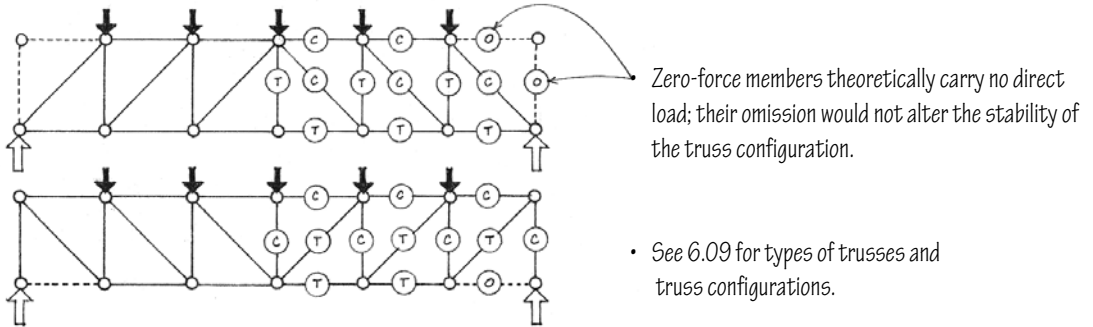 C C O
T C T C T C O
T T T
• Zero-force members theoretically carry no direct
load; their omission would not alter the stability of
the truss configuration.
C C C
C T C T C T C
T T O
• See 6.09 for types of trusses and
truss configurations.